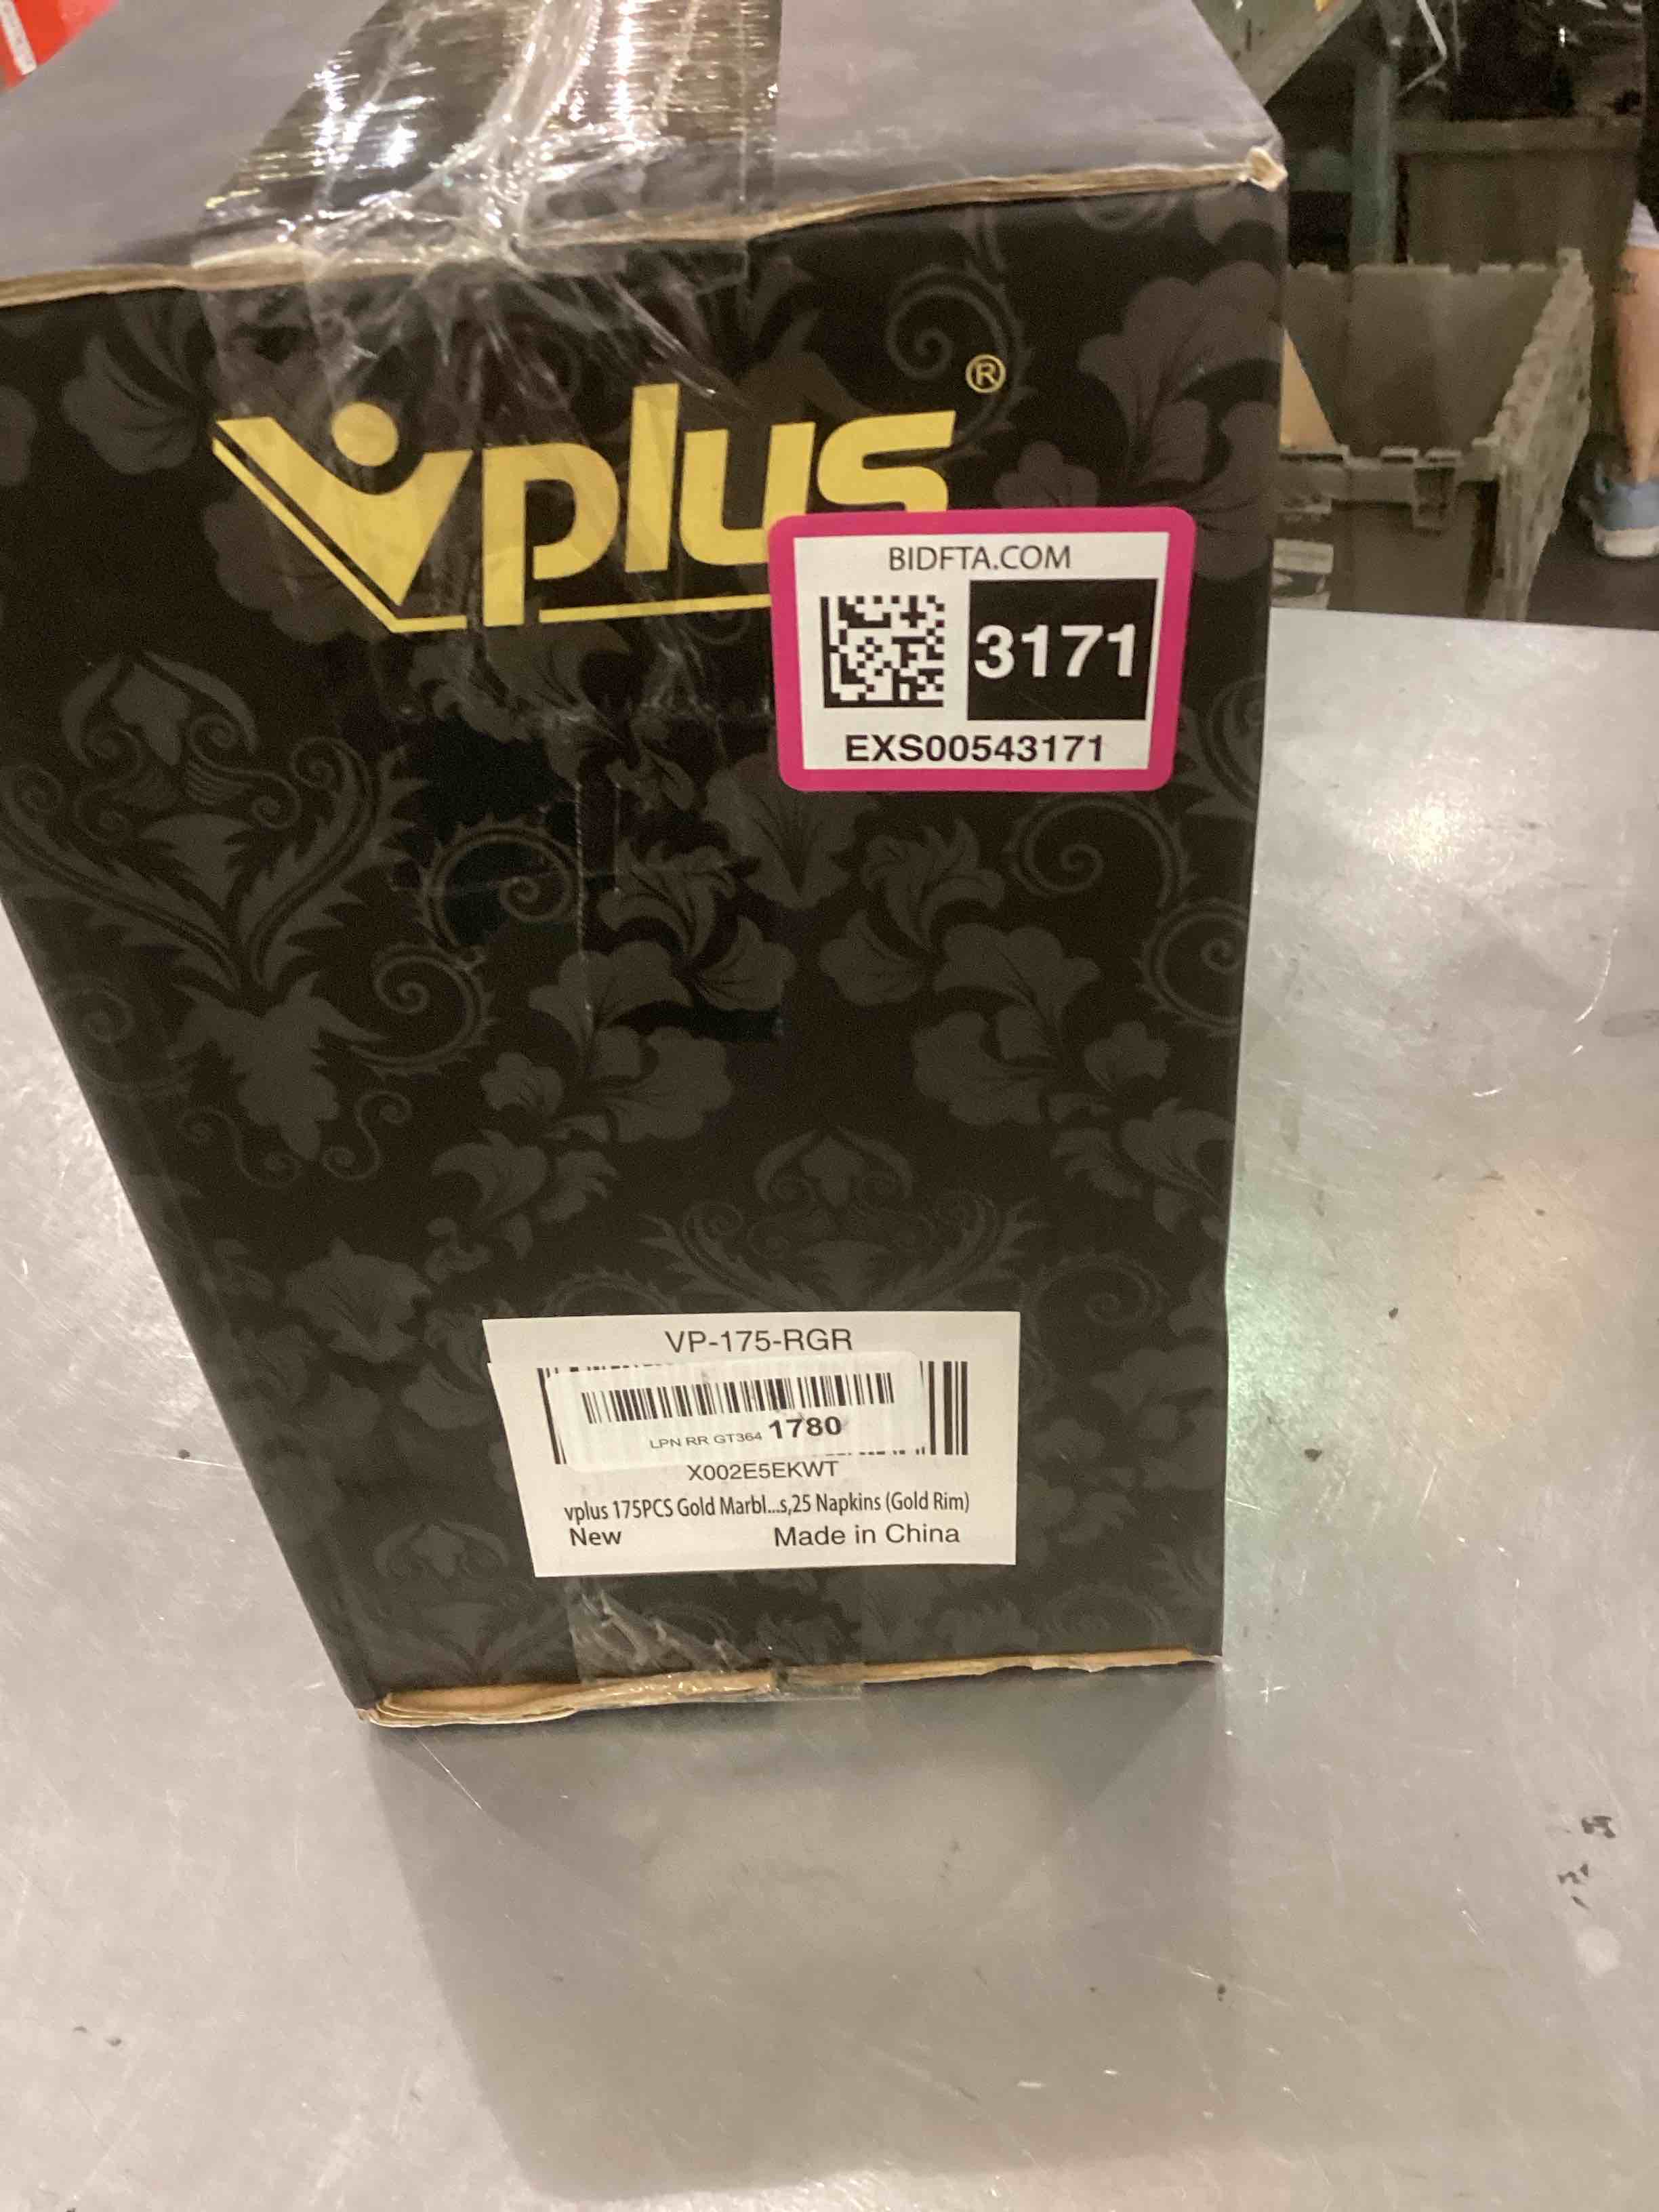 vplus®
BIDFTA.COM
3171
EXS00543171
VP-175-RGR
LPN RR GT364 1780
X002E5EKWT
vplus 175PCS Gold Marbl...s,25 Napkins (Gold Rim)
New Made in China